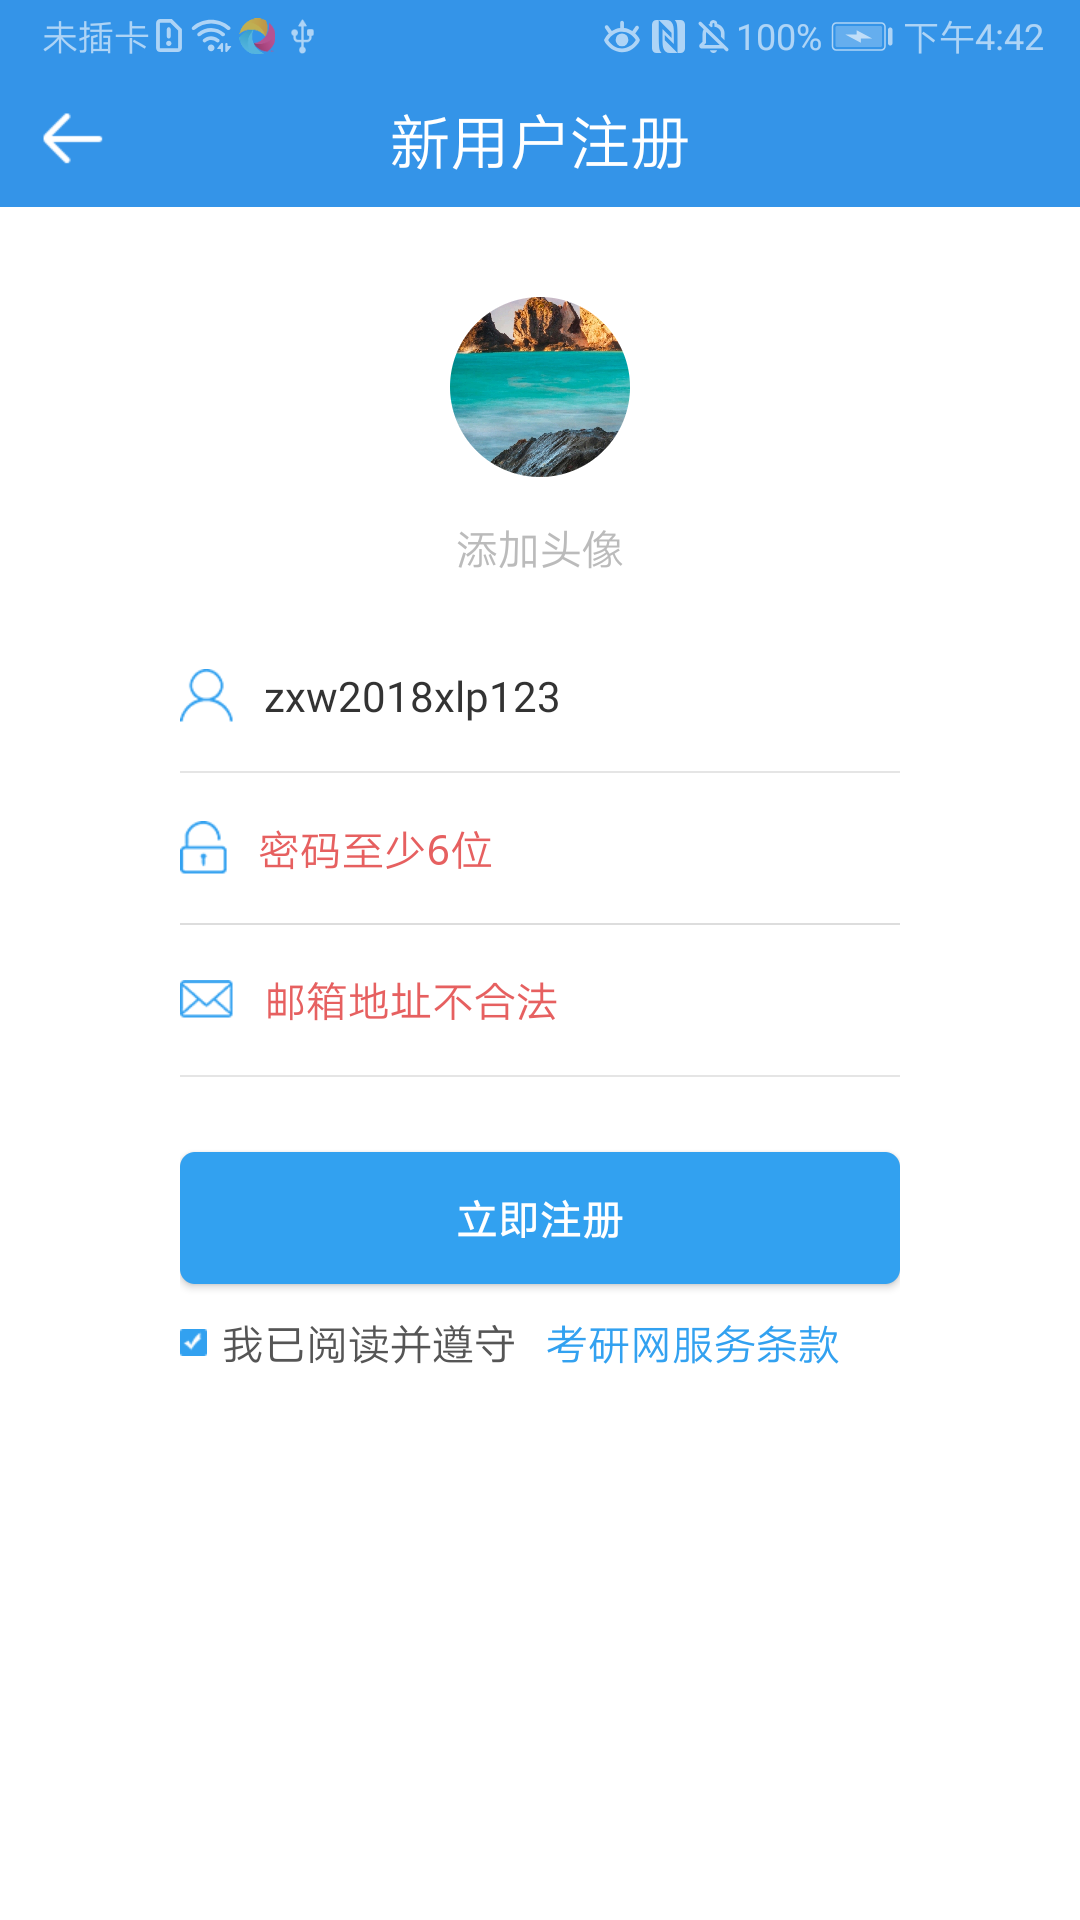 未插卡 100% 下午4:42
新用户注册
添加头像
zxw2018xlp123
密码至少6位
邮箱地址不合法
立即注册
我已阅读并遵守 考研网服务条款